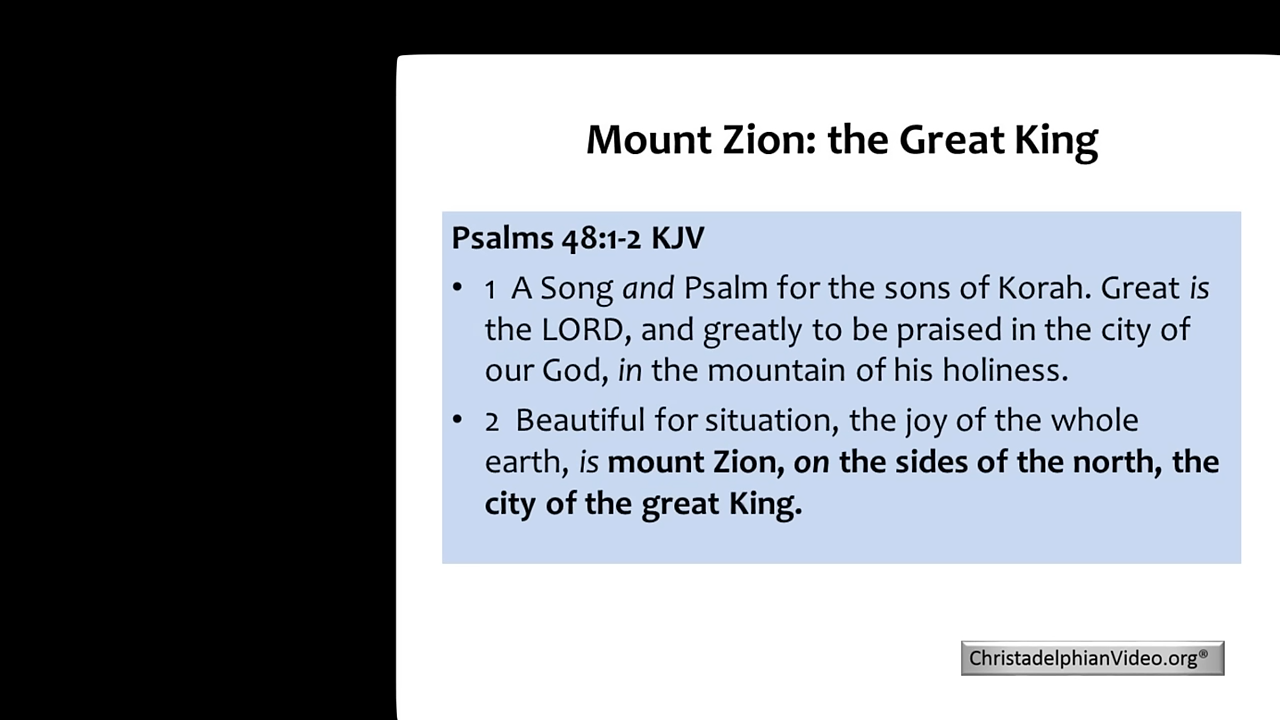 Mount Zion: the Great King
Psalms 48:1-2 KJV
• 1 A Song and Psalm for the sons of Korah. Great is
the LORD, and greatly to be praised in the city of
our God, in the mountain of his holiness.
• 2 Beautiful for situation, the joy of the whole
earth, is mount Zion, on the sides of the north, the
city of the great King.
ChristadelphianVideo.org®